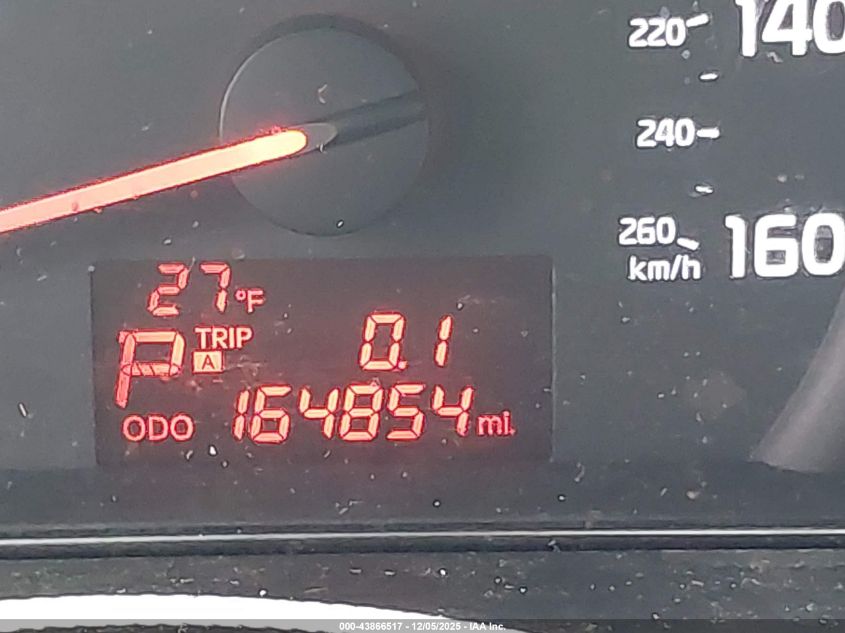 220 140
240
260 160
km/h
27°F
P TRIP A 0.1
ODO 164854 mi.
000-43866517 - 12/05/2025 - IAA Inc.